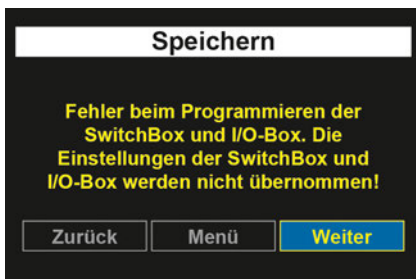 Speichern
Fehler beim Programmieren der
SwitchBox und I/O-Box. Die
Einstellungen der SwitchBox und
I/O-Box werden nicht übernommen!
Zurück Menü Weiter